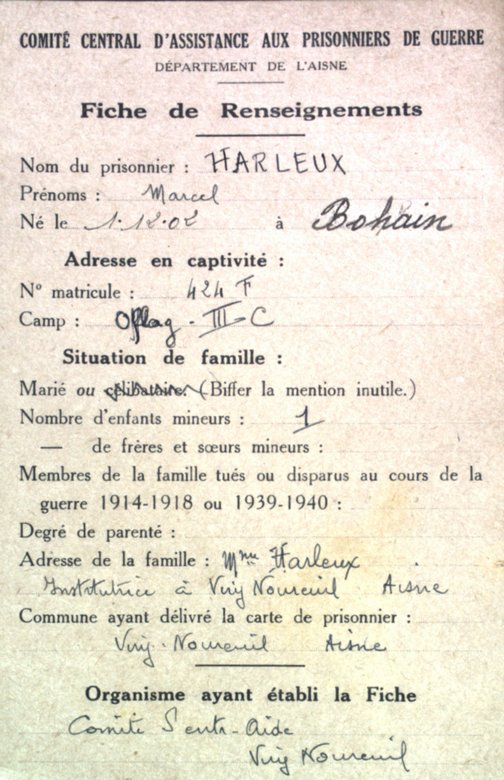 COMITÉ CENTRAL D'ASSISTANCE AUX PRISONNIERS DE GUERRE
DÉPARTEMENT DE L'AISNE
Fiche de Renseignements
Nom du prisonnier : HARLEUX
Prénoms : Marcel
Né le 1.12.02 à Bohain
Adresse en captivité :
N° matricule : 424 F
Camp : Oflag - III C
Situation de famille :
Marié ou célibataire. (Biffer la mention inutile.)
Nombre d'enfants mineurs : 1
— de frères et sœurs mineurs :
Membres de la famille tués ou disparus au cours de la
guerre 1914-1918 ou 1939-1940 :
Degré de parenté :
Adresse de la famille : Mme Harleux
Institutrice à Viry Noureuil Aisne
Commune ayant délivré la carte de prisonnier :
Viry-Noureuil Aisne
Organisme ayant établi la Fiche
Comité d'entr-aide
Viry Noureuil